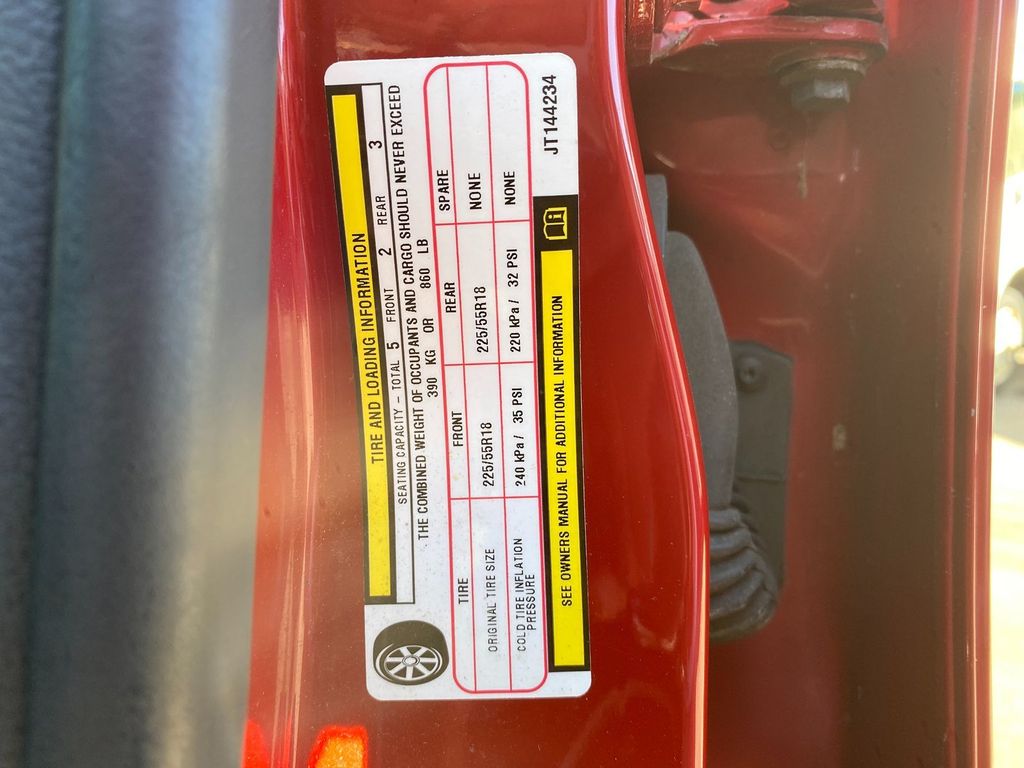 TIRE AND LOADING INFORMATION
SEATING CAPACITY – TOTAL 5 FRONT 2 REAR 3
THE COMBINED WEIGHT OF OCCUPANTS AND CARGO SHOULD NEVER EXCEED
390 KG OR 860 LB
TIRE FRONT REAR SPARE
ORIGINAL TIRE SIZE 225/55R18 225/55R18 NONE
COLD TIRE INFLATION PRESSURE 240 kPa / 35 PSI 220 kPa / 32 PSI NONE
SEE OWNERS MANUAL FOR ADDITIONAL INFORMATION
JT144234